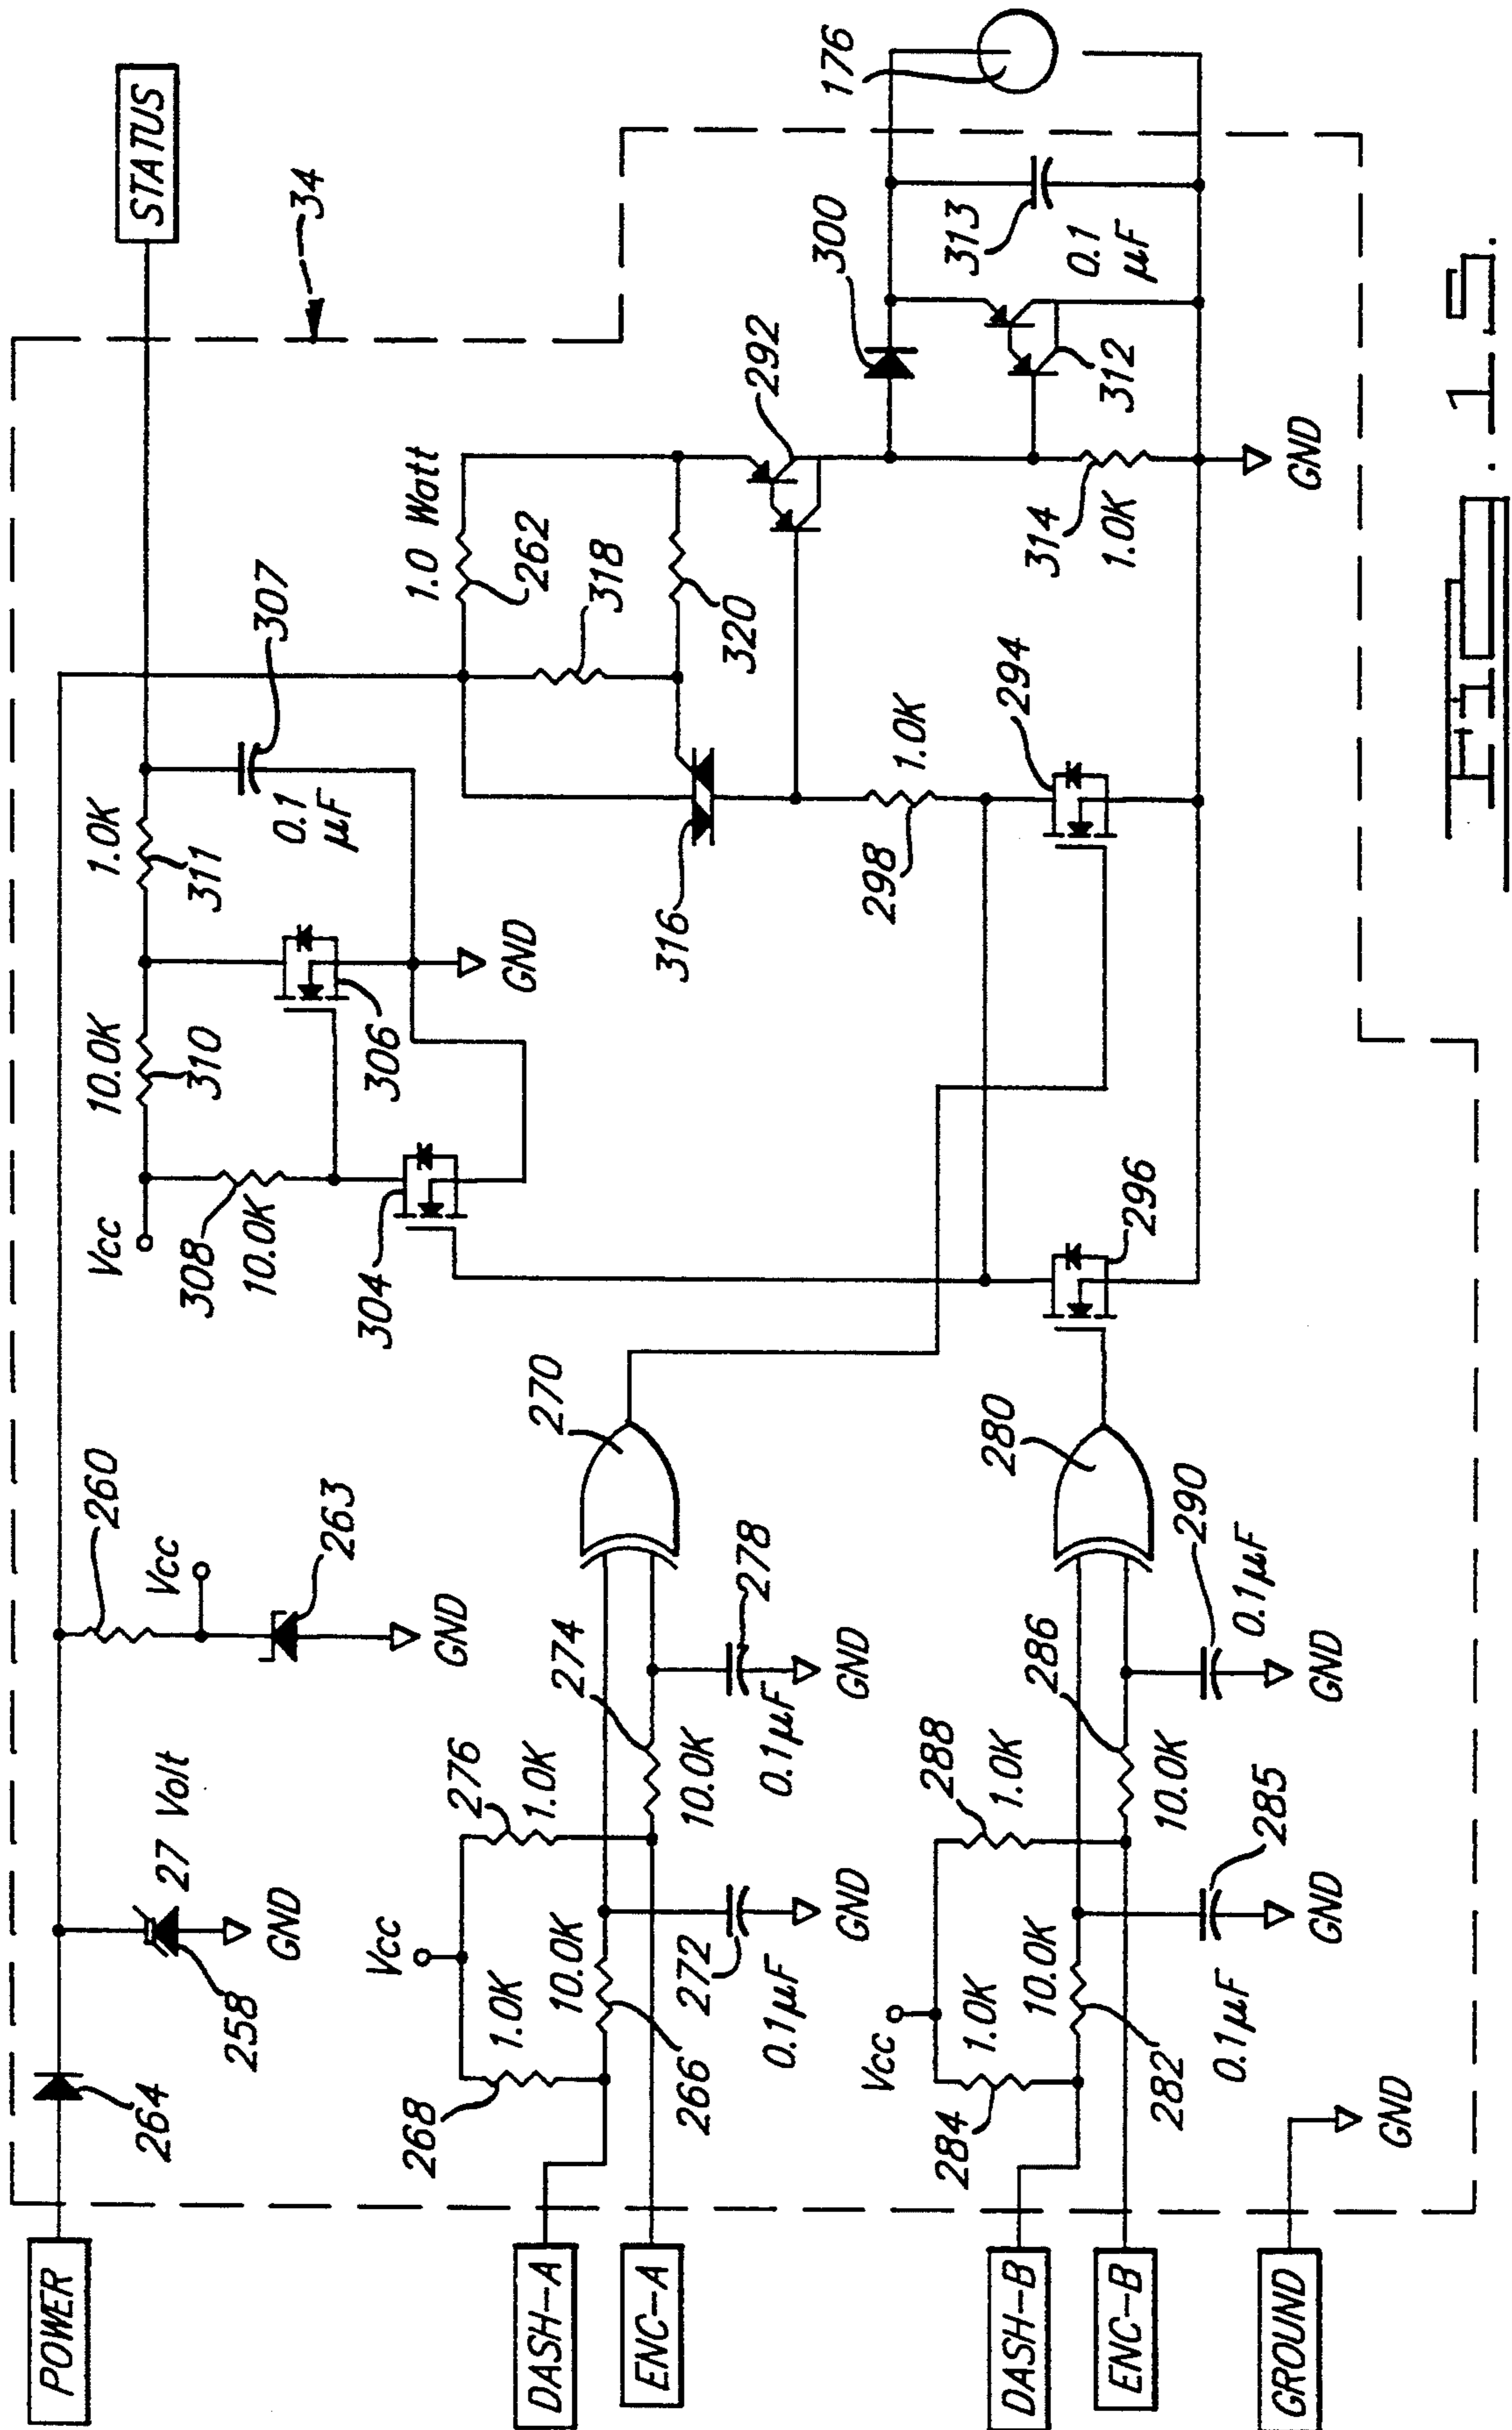 POWER
264
258
27 Volt
GND
260
Vcc
263
GND
STATUS
34
Vcc
308
10.0K
10.0K
310
1.0K
311
304
306
GND
0.1
µF
307
1.0 Watt
262
318
320
316
292
300
298
1.0K
294
296
314
1.0K
312
313
0.1
µF
176
GND
DASH-A
ENC-A
268
1.0K
Vcc
276
1.0K
10.0K
266
272
0.1µF
GND
274
10.0K
278
0.1µF
GND
270
DASH-B
ENC-B
284
1.0K
Vcc
288
1.0K
10.0K
282
285
0.1µF
GND
286
10.0K
290
0.1µF
GND
280
GROUND
GND
FIG. 15.